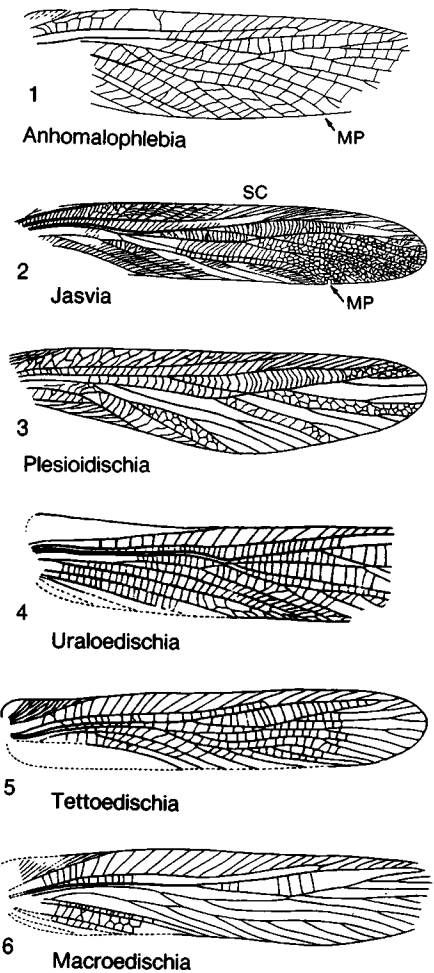 1
MP
Anhomalophlebia
SC
2
MP
Jasvia
3
Plesioidischia
4
Uraloedischia
5
Tettoedischia
6
Macroedischia